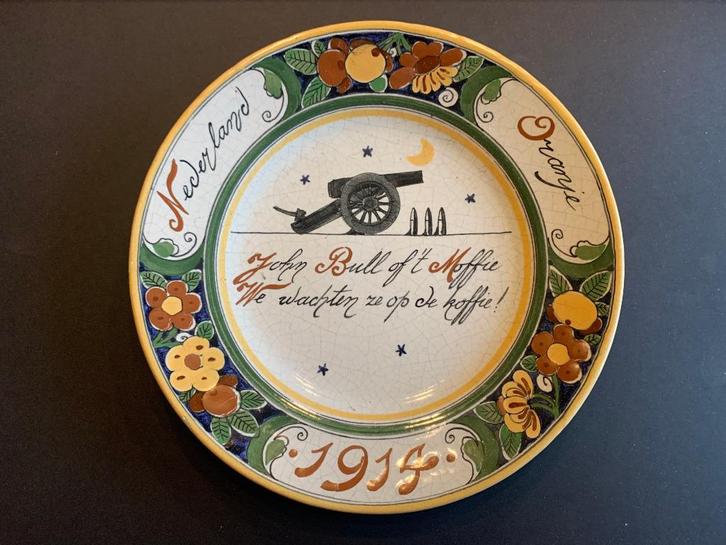 Nederland
Oranje
John Bull of 't Moffie
We wachten ze op de koffie!
·1914·